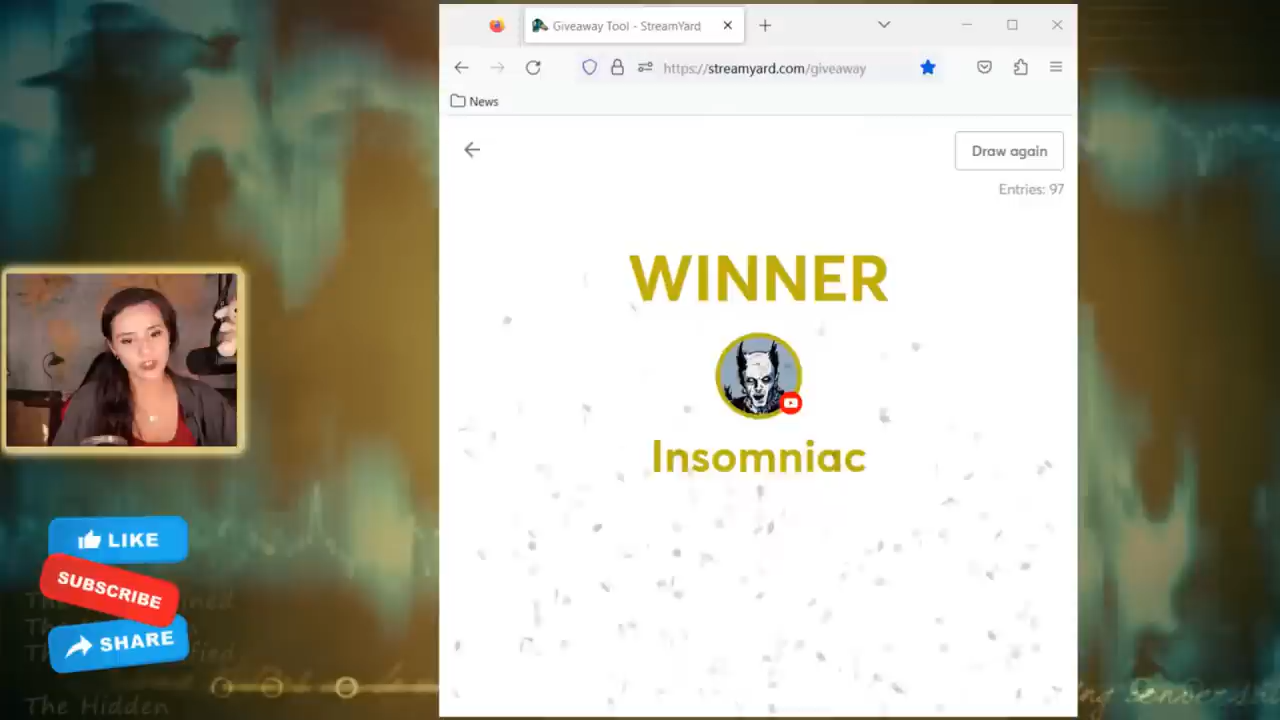 Giveaway Tool - StreamYard
https://streamyard.com/giveaway
News
Draw again
Entries: 97
WINNER
Insomniac
LIKE
SUBSCRIBE
SHARE
The Hidden